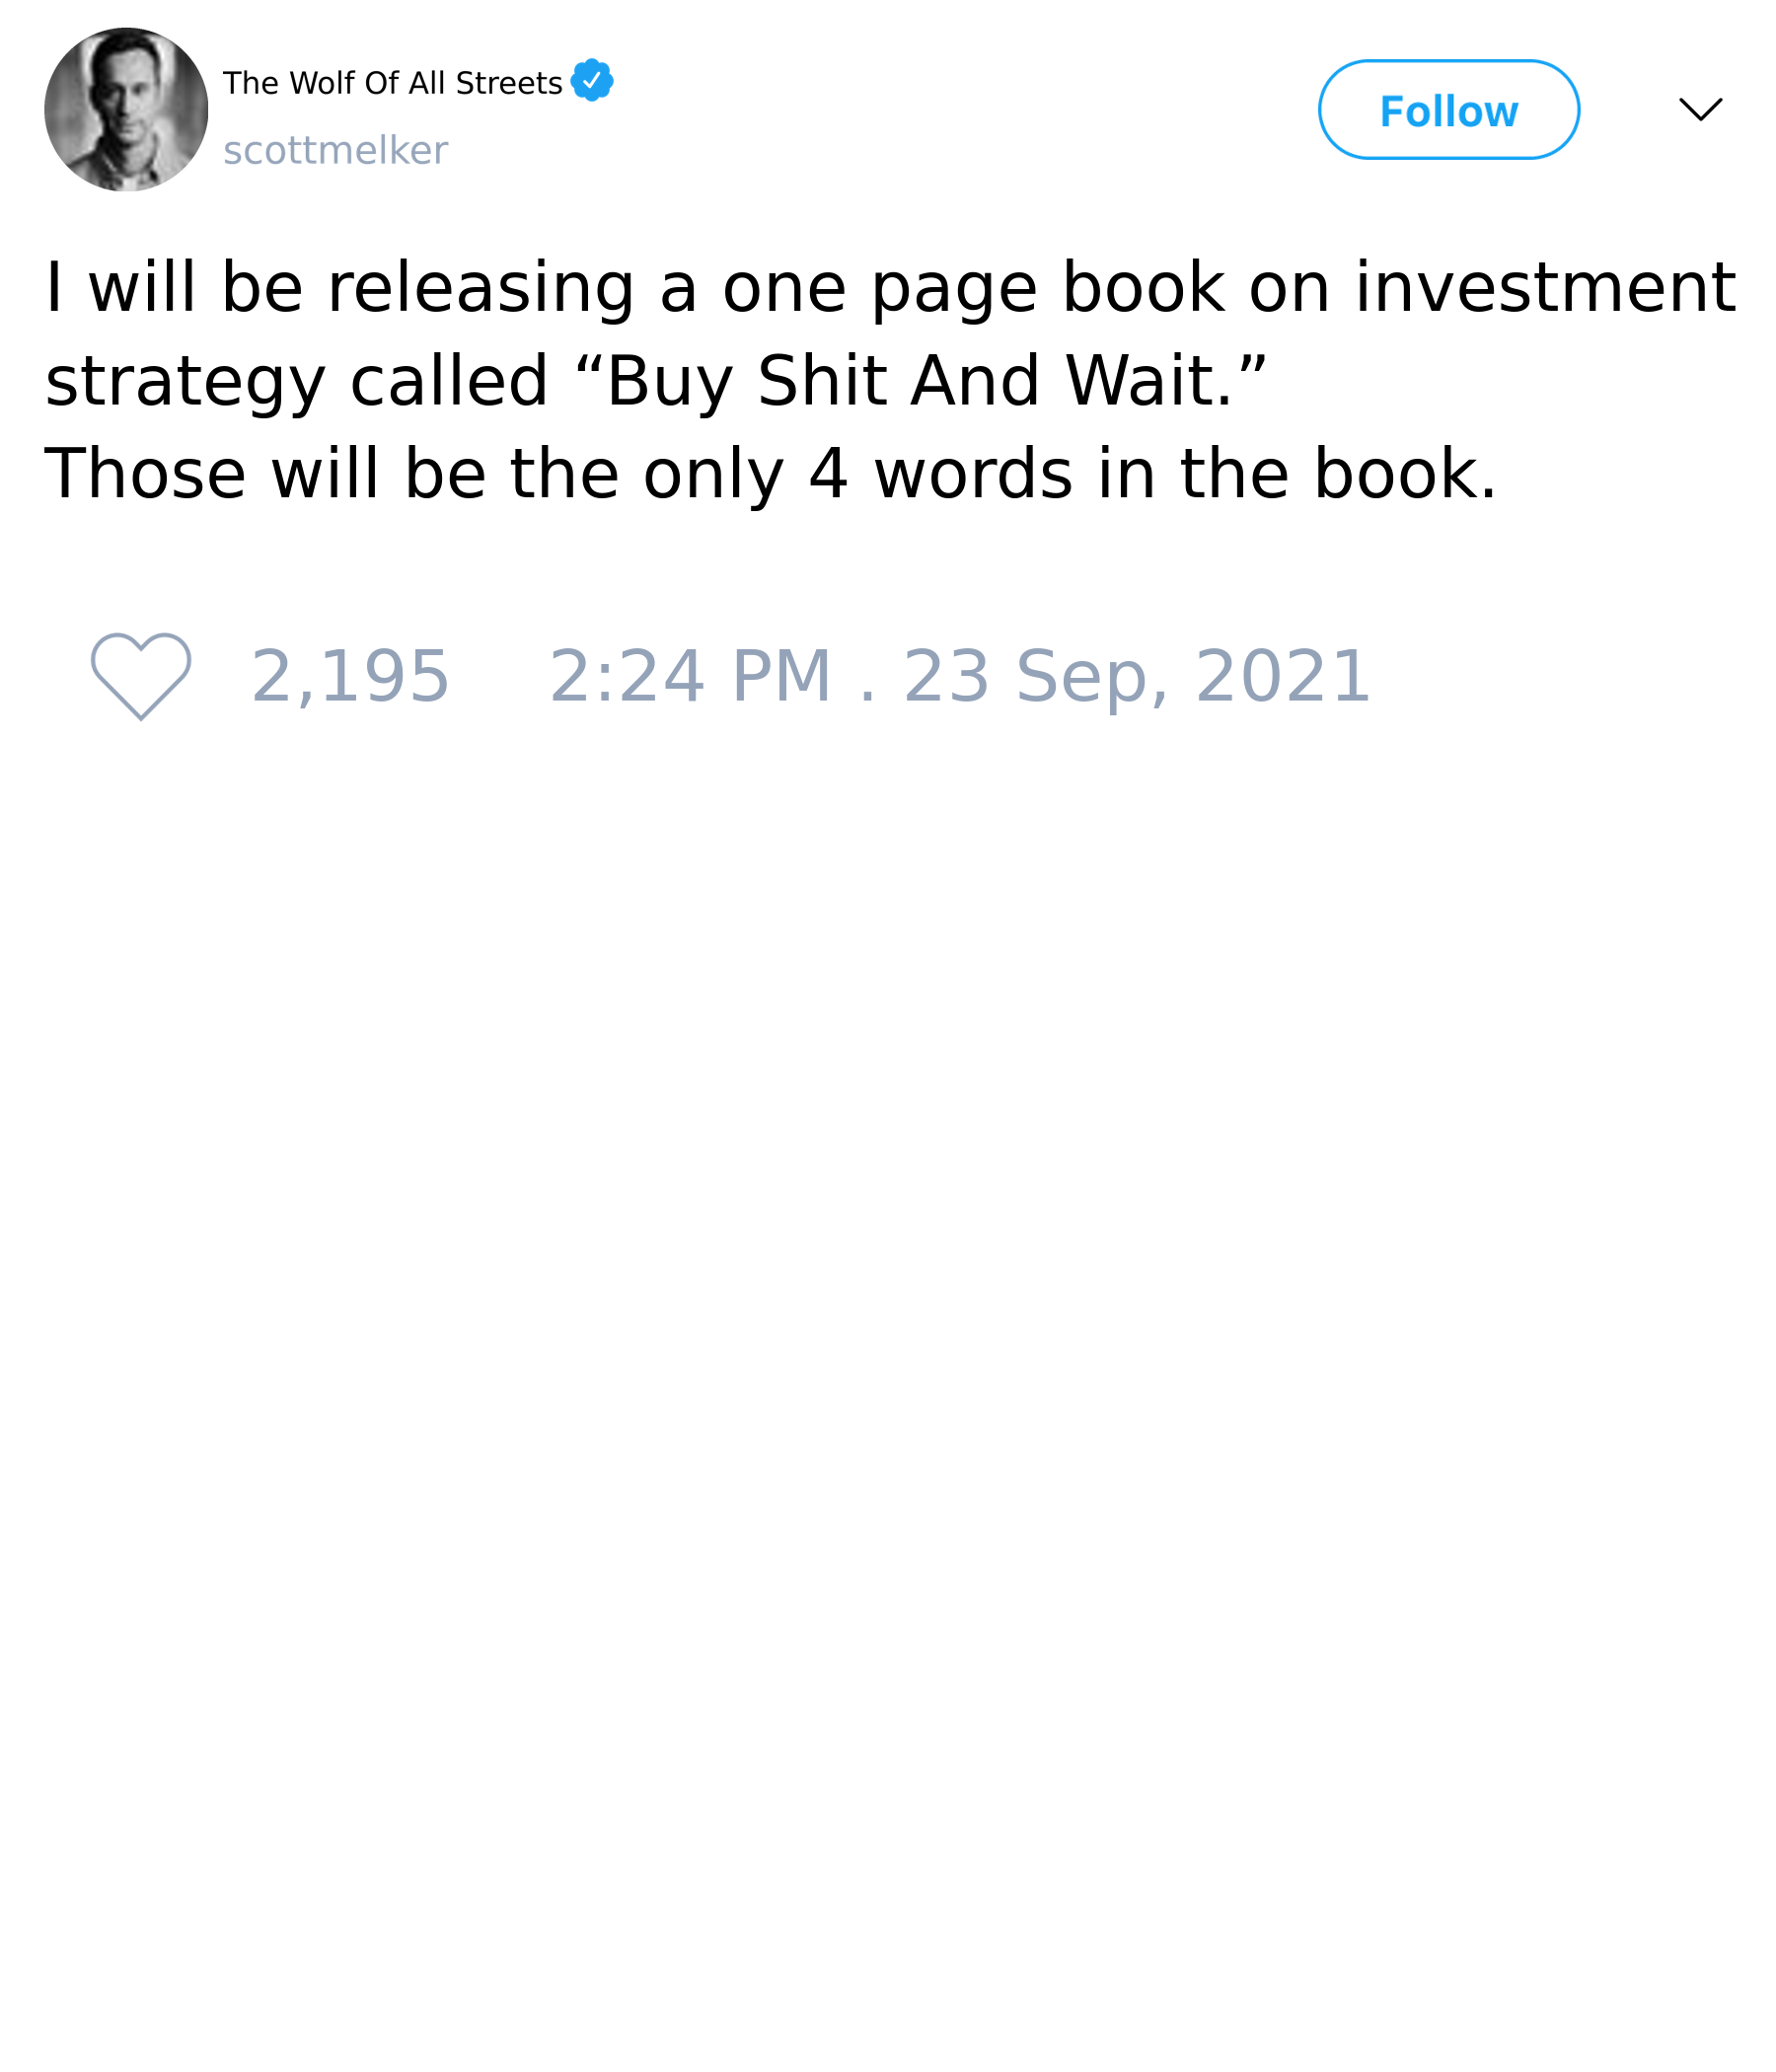 The Wolf Of All Streets
scottmelker
Follow
I will be releasing a one page book on investment
strategy called “Buy Shit And Wait.”
Those will be the only 4 words in the book.
2,195 2:24 PM . 23 Sep, 2021